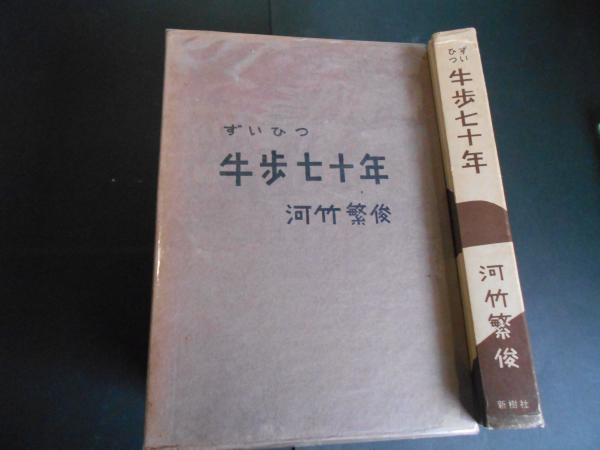 ずいひつ
牛歩七十年
河竹繁俊
ずい
ひつ
牛歩七十年
河竹繁俊
新樹社